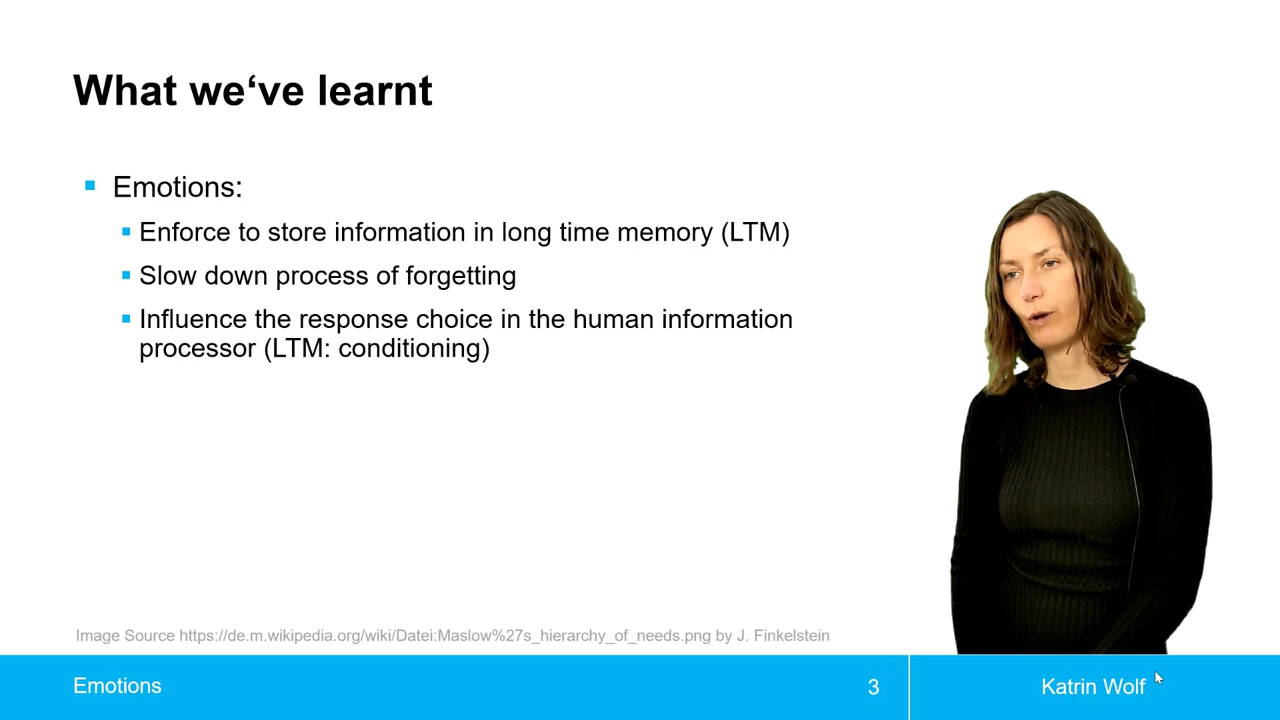 What we‘ve learnt
Emotions:
Enforce to store information in long time memory (LTM)
Slow down process of forgetting
Influence the response choice in the human information
processor (LTM: conditioning)
Image Source https://de.m.wikipedia.org/wiki/Datei:Maslow%27s_hierarchy_of_needs.png by J. Finkelstein
Emotions
3
Katrin Wolf